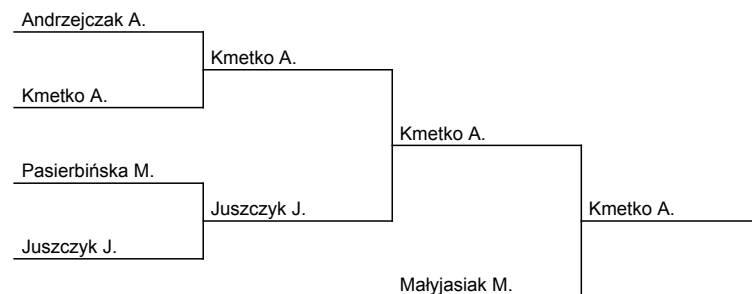 Andrzejczak A.
Kmetko A.
Kmetko A.
Kmetko A.
Pasierbińska M.
Juszczyk J.
Kmetko A.
Juszczyk J.
Małyjasiak M.